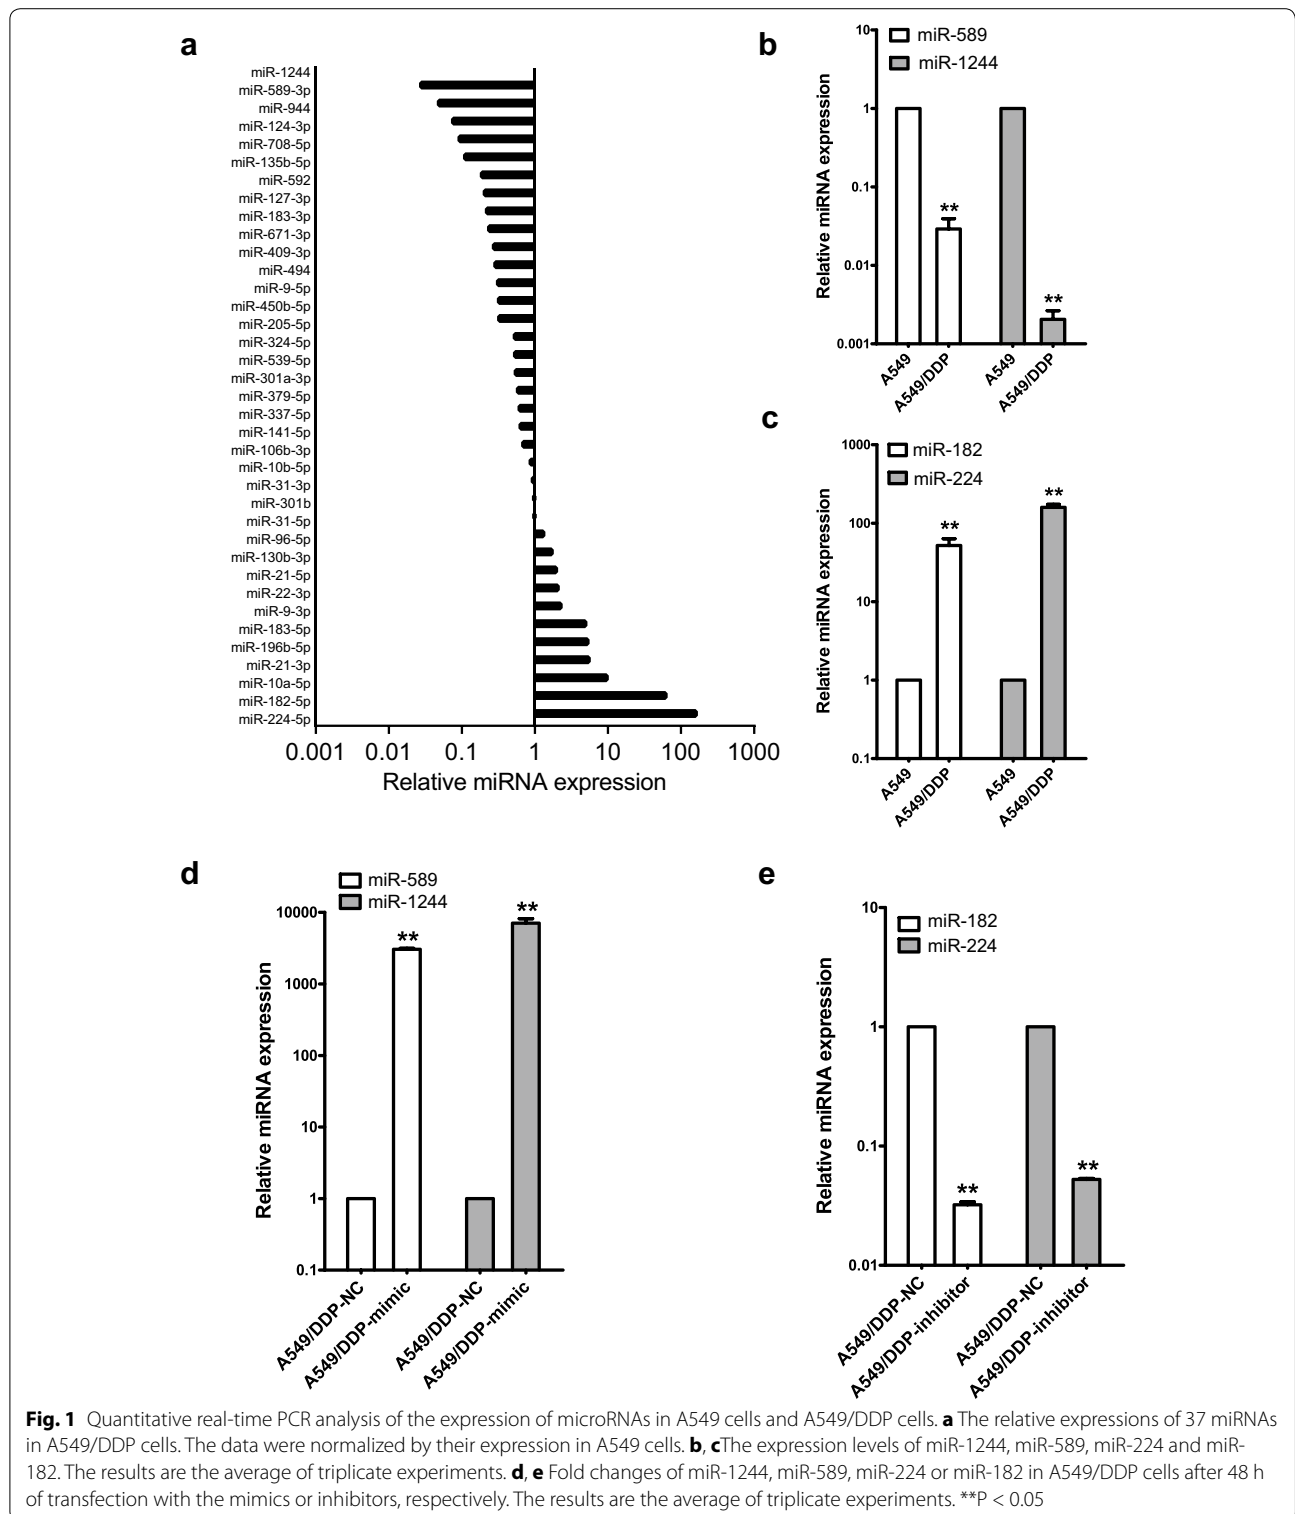 a
miR-1244
miR-589-3p
miR-944
miR-124-3p
miR-708-5p
miR-135b-5p
miR-592
miR-127-3p
miR-183-3p
miR-671-3p
miR-409-3p
miR-494
miR-9-5p
miR-450b-5p
miR-205-5p
miR-324-5p
miR-539-5p
miR-301a-3p
miR-379-5p
miR-337-5p
miR-141-5p
miR-106b-3p
miR-10b-5p
miR-31-3p
miR-301b
miR-31-5p
miR-96-5p
miR-130b-3p
miR-21-5p
miR-22-3p
miR-9-3p
miR-183-5p
miR-196b-5p
miR-21-3p
miR-10a-5p
miR-182-5p
miR-224-5p
0.001 0.01 0.1 1 10 100 1000
Relative miRNA expression
b
miR-589
miR-1244
Relative miRNA expression
10
1
0.1
0.01
0.001
**
**
A549
A549/DDP
A549
A549/DDP
c
miR-182
miR-224
Relative miRNA expression
1000
100
10
1
0.1
**
**
A549
A549/DDP
A549
A549/DDP
d
miR-589
miR-1244
Relative miRNA expression
10000
1000
100
10
1
0.1
**
**
A549/DDP-NC
A549/DDP-mimic
A549/DDP-NC
A549/DDP-mimic
e
miR-182
miR-224
Relative miRNA expression
10
1
0.1
0.01
**
**
A549/DDP-NC
A549/DDP-inhibitor
A549/DDP-NC
A549/DDP-inhibitor
Fig. 1 Quantitative real-time PCR analysis of the expression of microRNAs in A549 cells and A549/DDP cells. a The relative expressions of 37 miRNAs
in A549/DDP cells. The data were normalized by their expression in A549 cells. b, cThe expression levels of miR-1244, miR-589, miR-224 and miR-
182. The results are the average of triplicate experiments. d, e Fold changes of miR-1244, miR-589, miR-224 or miR-182 in A549/DDP cells after 48 h
of transfection with the mimics or inhibitors, respectively. The results are the average of triplicate experiments. **P < 0.05